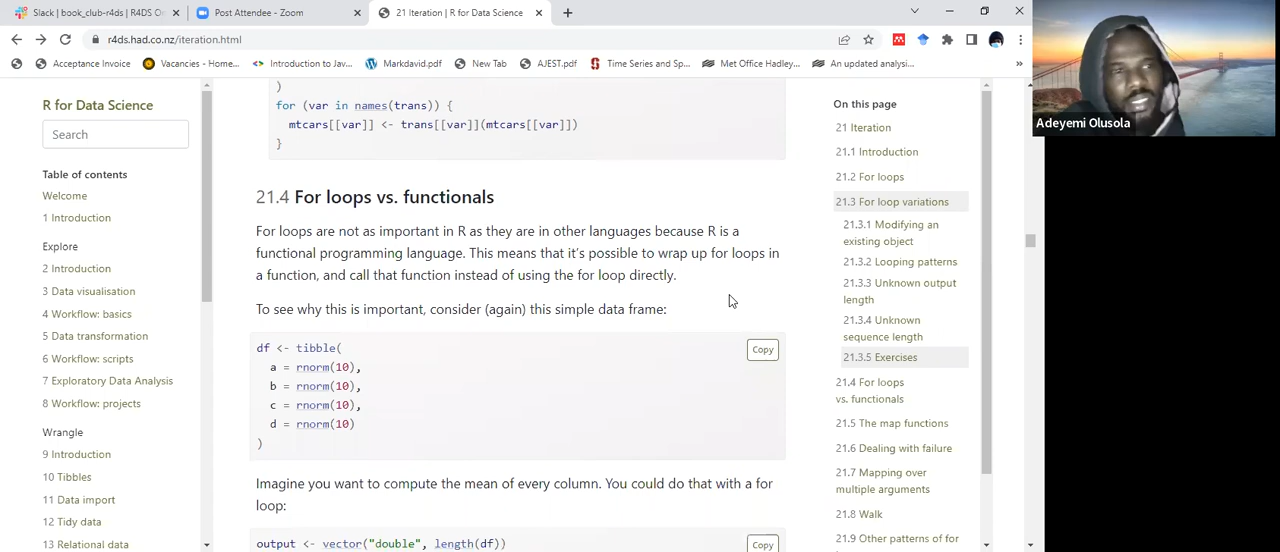 Slack | book_club-r4ds | R4DS On
Post Attendee - Zoom
21 Iteration | R for Data Science
r4ds.had.co.nz/iteration.html
Acceptance Invoice
Vacancies - Home...
Introduction to Jav...
Markdavid.pdf
New Tab
AJEST.pdf
Time Series and Sp...
Met Office Hadley...
An updated analysi...
Adeyemi Olusola
R for Data Science
Search
Table of contents
Welcome
1 Introduction
Explore
2 Introduction
3 Data visualisation
4 Workflow: basics
5 Data transformation
6 Workflow: scripts
7 Exploratory Data Analysis
8 Workflow: projects
Wrangle
9 Introduction
10 Tibbles
11 Data import
12 Tidy data
13 Relational data
)
for (var in names(trans)) {
mtcars[[var]] <- trans[[var]](mtcars[[var]])
}
21.4 For loops vs. functionals
For loops are not as important in R as they are in other languages because R is a
functional programming language. This means that it's possible to wrap up for loops in
a function, and call that function instead of using the for loop directly.
To see why this is important, consider (again) this simple data frame:
df <- tibble(
a = rnorm(10),
b = rnorm(10),
c = rnorm(10),
d = rnorm(10)
)
Copy
Imagine you want to compute the mean of every column. You could do that with a for
loop:
output <- vector("double", length(df))
Copy
On this page
21 Iteration
21.1 Introduction
21.2 For loops
21.3 For loop variations
21.3.1 Modifying an
existing object
21.3.2 Looping patterns
21.3.3 Unknown output
length
21.3.4 Unknown
sequence length
21.3.5 Exercises
21.4 For loops
vs. functionals
21.5 The map functions
21.6 Dealing with failure
21.7 Mapping over
multiple arguments
21.8 Walk
21.9 Other patterns of for